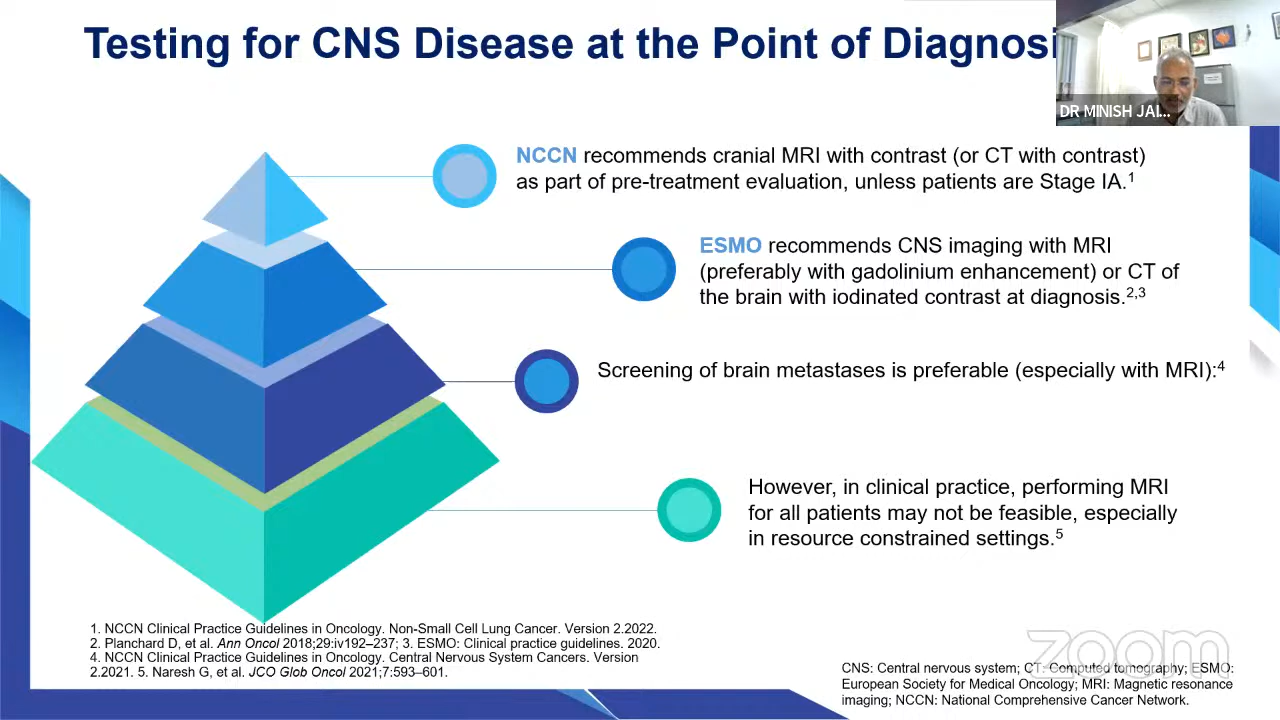 Testing for CNS Disease at the Point of Diagnosi
DR MINISH JAI...
NCCN recommends cranial MRI with contrast (or CT with contrast)
as part of pre-treatment evaluation, unless patients are Stage IA.1
ESMO recommends CNS imaging with MRI
(preferably with gadolinium enhancement) or CT of
the brain with iodinated contrast at diagnosis.2,3
Screening of brain metastases is preferable (especially with MRI):4
However, in clinical practice, performing MRI
for all patients may not be feasible, especially
in resource constrained settings.5
1. NCCN Clinical Practice Guidelines in Oncology. Non-Small Cell Lung Cancer. Version 2.2022.
2. Planchard D, et al. Ann Oncol 2018;29:iv192–237; 3. ESMO: Clinical practice guidelines. 2020.
4. NCCN Clinical Practice Guidelines in Oncology. Central Nervous System Cancers. Version
2.2021. 5. Naresh G, et al. JCO Glob Oncol 2021;7:593–601.
zoom
CNS: Central nervous system; CT: Computed tomography; ESMO:
European Society for Medical Oncology; MRI: Magnetic resonance
imaging; NCCN: National Comprehensive Cancer Network.